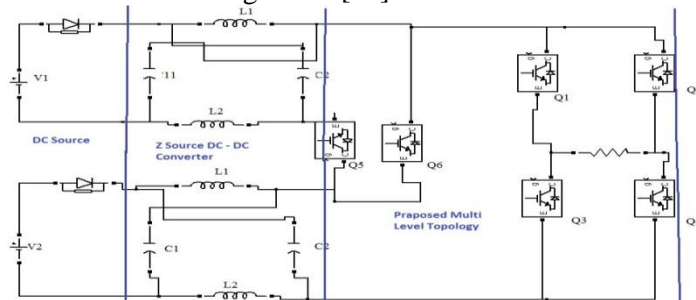 L1
V1
C2
L2
DC Source
Z Source DC - DC
Converter
Q5
Q6
Q1
Q
L1
Praposed Multi
Level Topology
Q3
Q
V2
C1
C2
L2